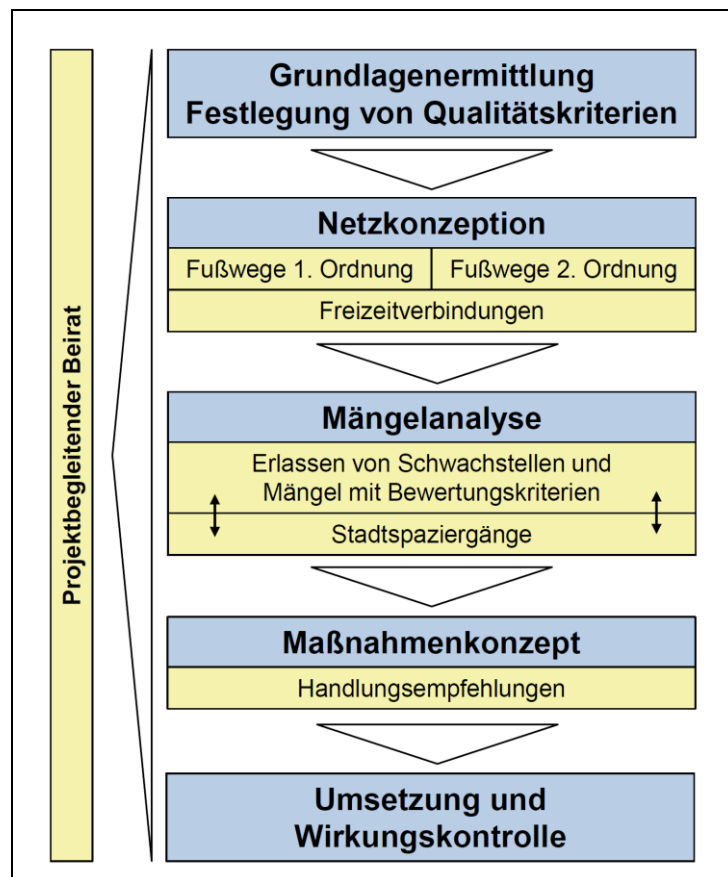 Projektbegleitender Beirat
Grundlagenermittlung
Festlegung von Qualitätskriterien
Netzkonzeption
Fußwege 1. Ordnung
Fußwege 2. Ordnung
Freizeitverbindungen
Mängelanalyse
Erlassen von Schwachstellen und
Mängel mit Bewertungskriterien
Stadtspaziergänge
Maßnahmenkonzept
Handlungsempfehlungen
Umsetzung und
Wirkungskontrolle